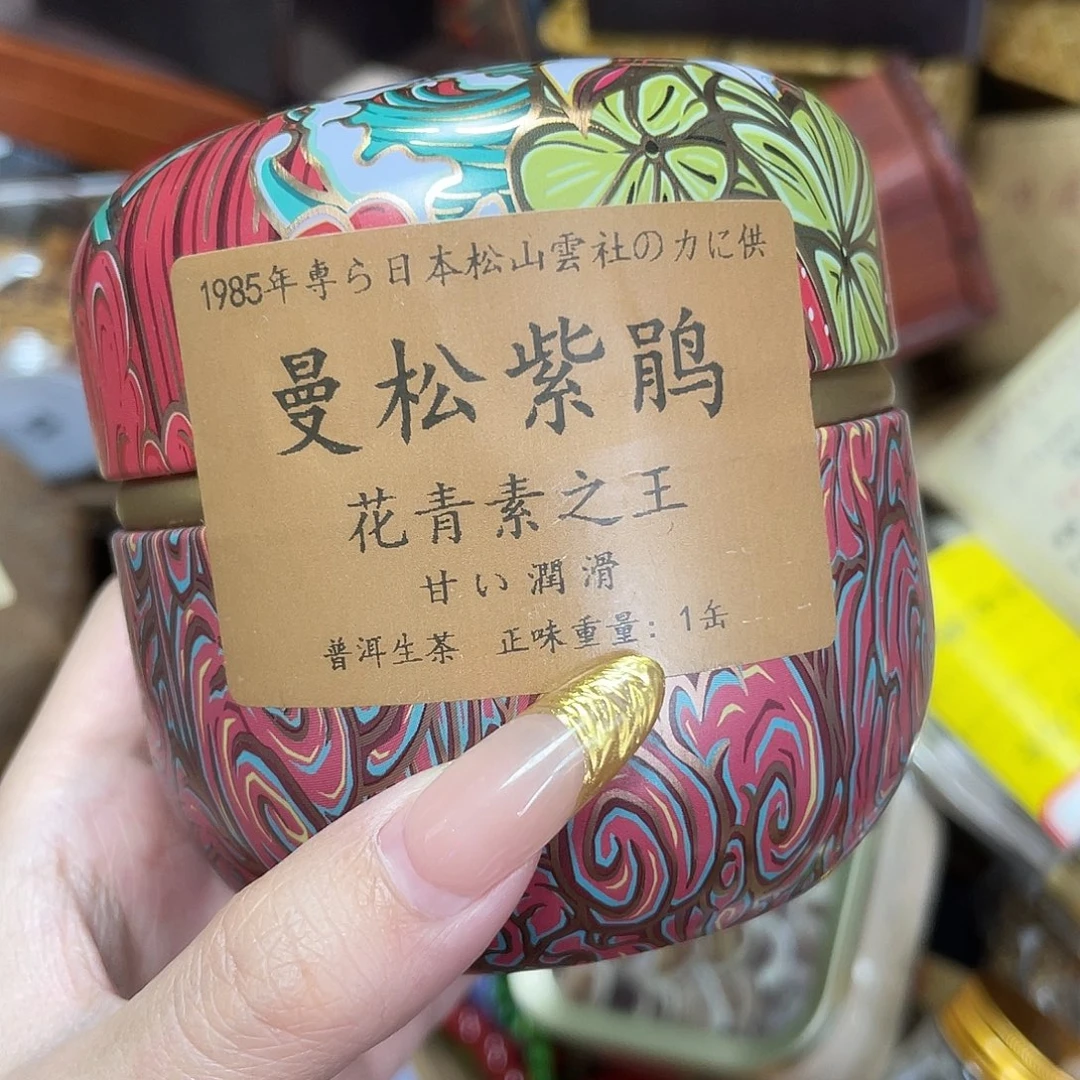 1985年専ら日本松山雲社の力に供
曼松紫鹃
花青素之王
甘い潤滑
普洱生茶 正味重量：1缶